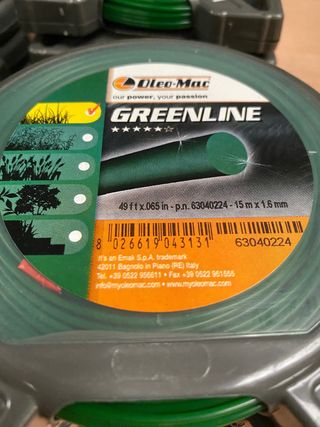 Oleo-Mac
our power, your passion
GREENLINE
49 ft x .065 in - p.n. 63040224 - 15 m x 1.6 mm
8 026619 043131
63040224
It's an Emak S.p.A. trademark
42011 Bagnolo in Piano (RE) Italy
Tel. +39 0522 956611 • Fax +39 0522 951555
info@myoleomac.com • www.myoleomac.com